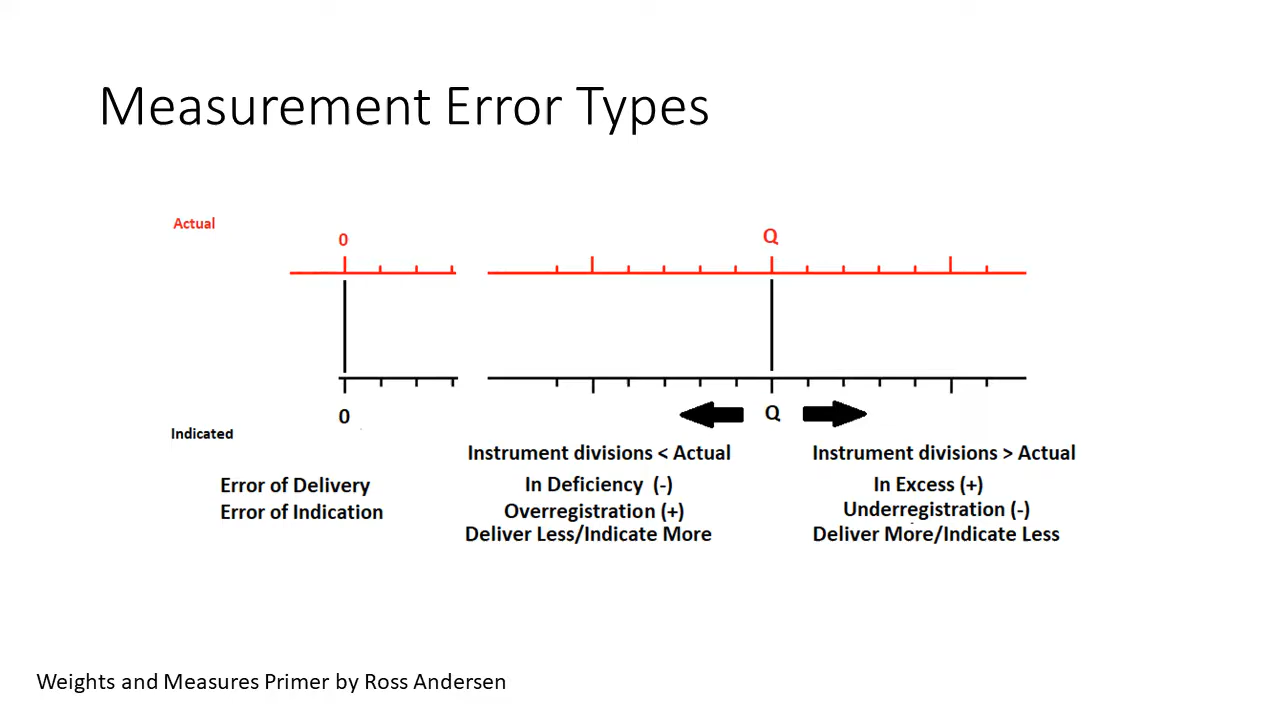 Measurement Error Types
Actual
0
Q
0
Q
Indicated
Instrument divisions < Actual
Instrument divisions > Actual
Error of Delivery
In Deficiency (-)
In Excess (+)
Error of Indication
Overregistration (+)
Underregistration (-)
Deliver Less/Indicate More
Deliver More/Indicate Less
Weights and Measures Primer by Ross Andersen